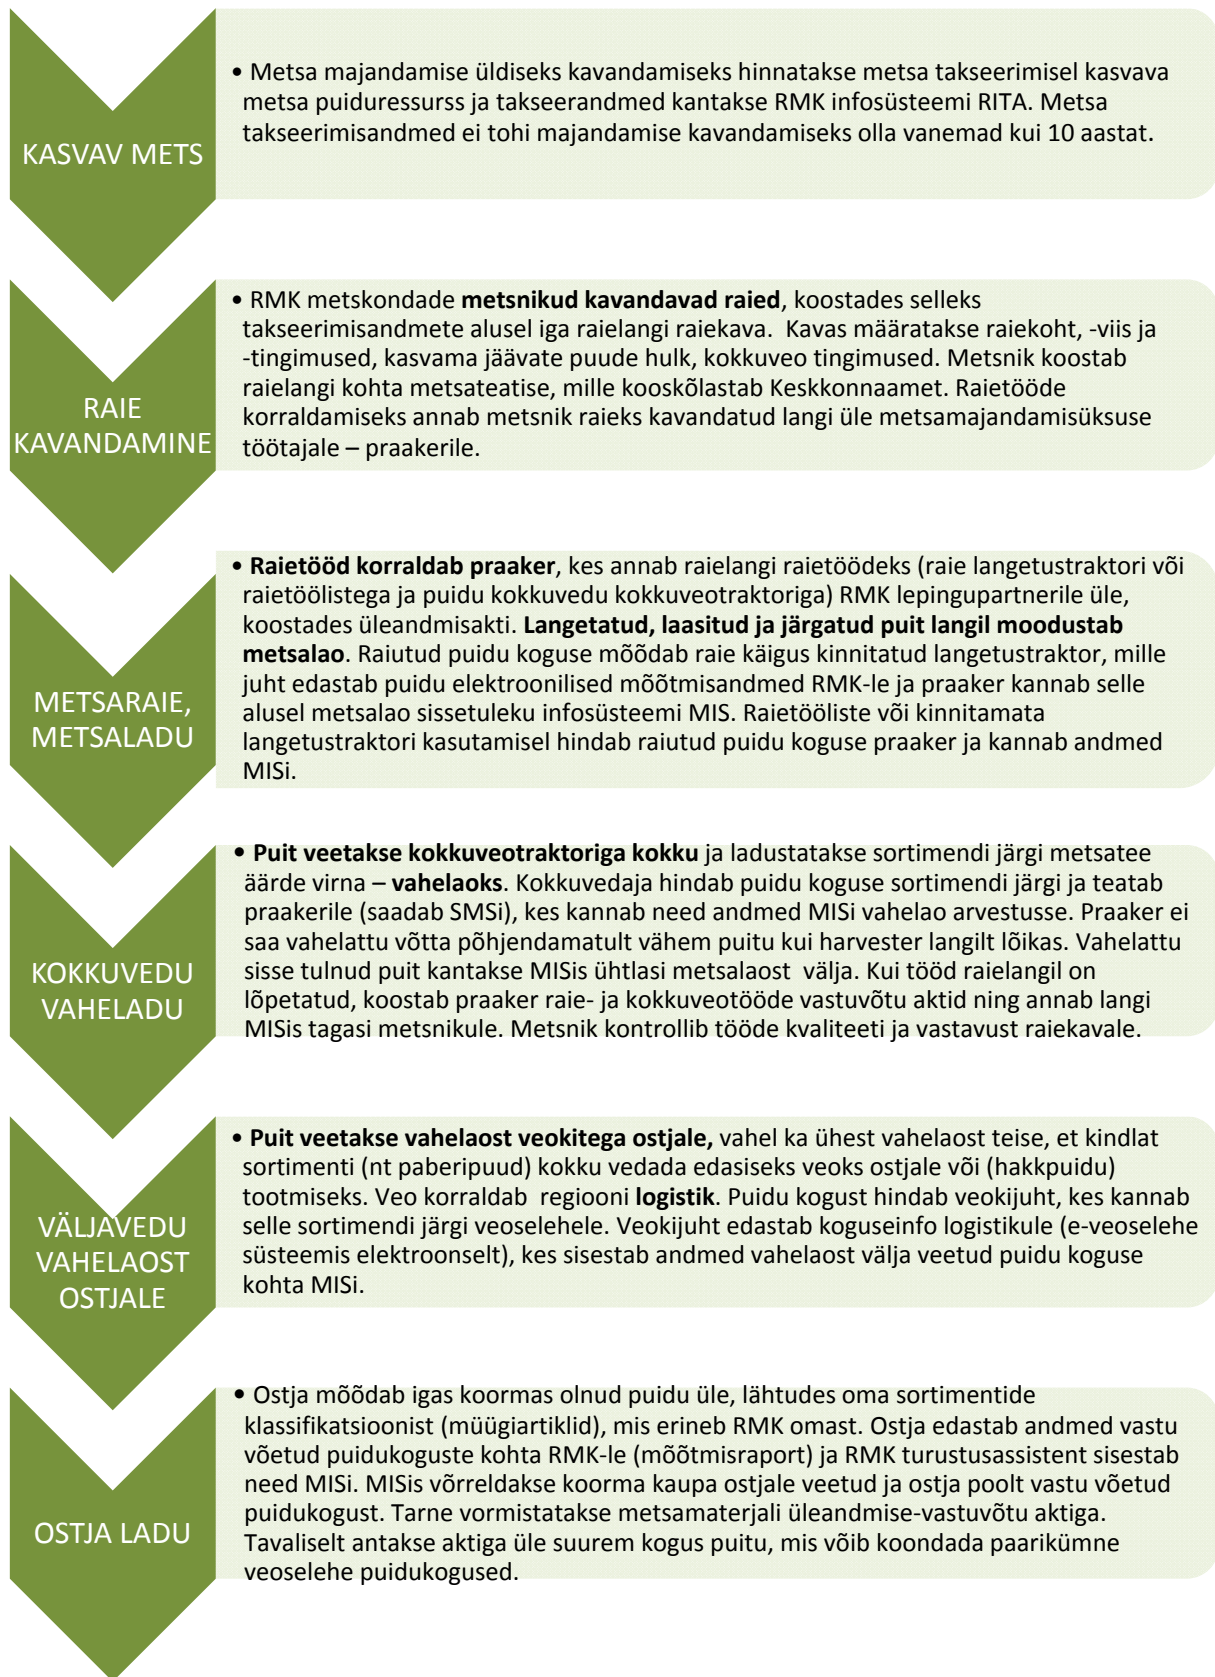 KASVAV METS
• Metsa majandamise üldiseks kavandamiseks hinnatakse metsa takseerimisel kasvava
metsa puiduressurss ja takseerandmed kantakse RMK infosüsteemi RITA. Metsa
takseerimisandmed ei tohi majandamise kavandamiseks olla vanemad kui 10 aastat.
RAIE
KAVANDAMINE
• RMK metskondade metsnikud kavandavad raied, koostades selleks
takseerimisandmete alusel iga raielangi raiekava. Kavas määratakse raiekoht, -viis ja
-tingimused, kasvama jäävate puude hulk, kokkuveo tingimused. Metsnik koostab
raielangi kohta metsateatise, mille kooskõlastab Keskkonnaamet. Raietööde
korraldamiseks annab metsnik raieks kavandatud langi üle metsamajandamisüksuse
töötajale – praakerile.
METSARAIE,
METSALADU
• Raietööd korraldab praaker, kes annab raielangi raietöödeks (raie langetustraktori või
raietöölistega ja puidu kokkuvedu kokkuveotraktoriga) RMK lepingupartnerile üle,
koostades üleandmisakti. Langetatud, laasitud ja järgatud puit langil moodustab
metsalao. Raiutud puidu koguse mõõdab raie käigus kinnitatud langetustraktor, mille
juht edastab puidu elektroonilised mõõtmisandmed RMK-le ja praaker kannab selle
alusel metsalao sissetuleku infosüsteemi MIS. Raietööliste või kinnitamata
langetustraktori kasutamisel hindab raiutud puidu koguse praaker ja kannab andmed
MISi.
KOKKUVEDU
VAHELADU
• Puit veetakse kokkuveotraktoriga kokku ja ladustatakse sortimendi järgi metsatee
äärde virna – vahelaoks. Kokkuvedaja hindab puidu koguse sortimendi järgi ja teatab
praakerile (saadab SMSi), kes kannab need andmed MISi vahelao arvestusse. Praaker ei
saa vahelattu võtta põhjendamatult vähem puitu kui harvester langilt lõikas. Vahelattu
sisse tulnud puit kantakse MISis ühtlasi metsalaost välja. Kui tööd raielangil on
lõpetatud, koostab praaker raie- ja kokkuveotööde vastuvõtu aktid ning annab langi
MISis tagasi metsnikule. Metsnik kontrollib tööde kvaliteeti ja vastavust raiekavale.
VÄLJAVEDU
VAHELAOST
OSTJALE
• Puit veetakse vahelaost veokitega ostjale, vahel ka ühest vahelaost teise, et kindlat
sortimenti (nt paberipuud) kokku vedada edasiseks veoks ostjale või (hakkpuidu)
tootmiseks. Veo korraldab regiooni logistik. Puidu kogust hindab veokijuht, kes kannab
selle sortimendi järgi veoselehele. Veokijuht edastab koguseinfo logistikule (e-veoselehe
süsteemis elektroonselt), kes sisestab andmed vahelaost välja veetud puidu koguse
kohta MISi.
OSTJA LADU
• Ostja mõõdab igas koormas olnud puidu üle, lähtudes oma sortimentide
klassifikatsioonist (müügiartiklid), mis erineb RMK omast. Ostja edastab andmed vastu
võetud puidukoguste kohta RMK-le (mõõtmisraport) ja RMK turustusassistent sisestab
need MISi. MISis võrreldakse koorma kaupa ostjale veetud ja ostja poolt vastu võetud
puidukogust. Tarne vormistatakse metsamaterjali üleandmise-vastuvõtu aktiga.
Tavaliselt antakse aktiga üle suurem kogus puitu, mis võib koondada paarikümne
veoselehe puidukogused.